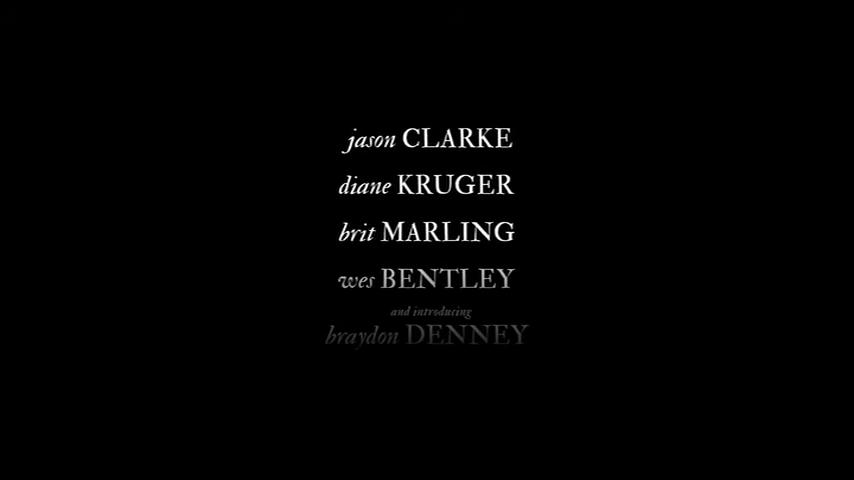 jason CLARKE
diane KRUGER
brit MARLING
wes BENTLEY
and introducing
braydon DENNEY